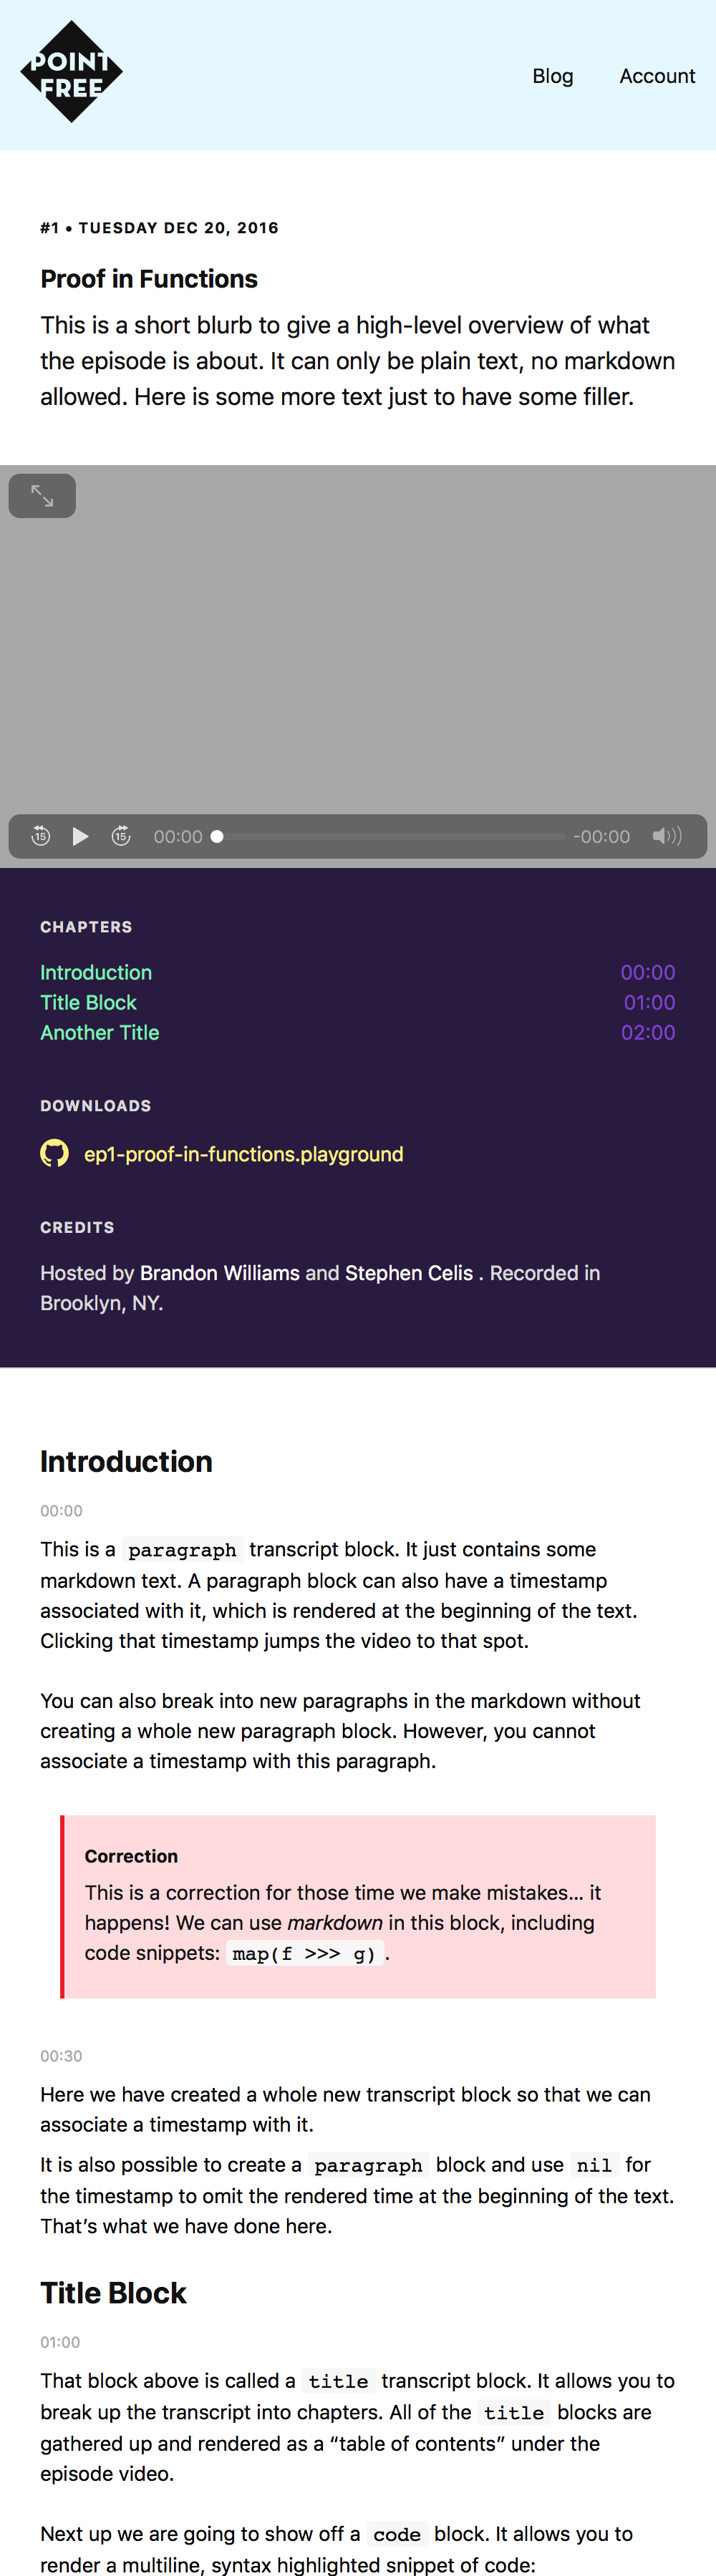 POINT
FREE
Blog
Account
#1 • TUESDAY DEC 20, 2016
Proof in Functions
This is a short blurb to give a high-level overview of what
the episode is about. It can only be plain text, no markdown
allowed. Here is some more text just to have some filler.
15
15
00:00
-00:00
CHAPTERS
Introduction 00:00
Title Block 01:00
Another Title 02:00
DOWNLOADS
ep1-proof-in-functions.playground
CREDITS
Hosted by Brandon Williams and Stephen Celis . Recorded in
Brooklyn, NY.
Introduction
00:00
This is a paragraph transcript block. It just contains some
markdown text. A paragraph block can also have a timestamp
associated with it, which is rendered at the beginning of the text.
Clicking that timestamp jumps the video to that spot.
You can also break into new paragraphs in the markdown without
creating a whole new paragraph block. However, you cannot
associate a timestamp with this paragraph.
Correction
This is a correction for those time we make mistakes… it
happens! We can use markdown in this block, including
code snippets: map(f >>> g).
00:30
Here we have created a whole new transcript block so that we can
associate a timestamp with it.
It is also possible to create a paragraph block and use nil for
the timestamp to omit the rendered time at the beginning of the text.
That’s what we have done here.
Title Block
01:00
That block above is called a title transcript block. It allows you to
break up the transcript into chapters. All of the title blocks are
gathered up and rendered as a “table of contents” under the
episode video.
Next up we are going to show off a code block. It allows you to
render a multiline, syntax highlighted snippet of code: